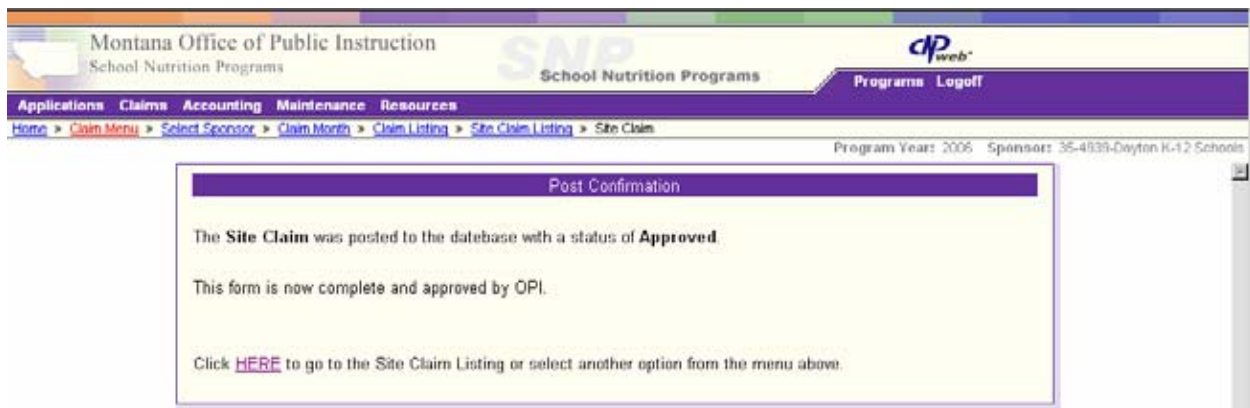 Montana Office of Public Instruction
School Nutrition Programs
SNP
School Nutrition Programs
CNPweb
Programs Logoff
Applications Claims Accounting Maintenance Resources
Home > Claim Menu > Select Sponsor > Claim Month > Claim Listing > Site Claim Listing > Site Claim
Program Year: 2006 Sponsor: 35-4939-Dayton K-12 Schools
Post Confirmation
The Site Claim was posted to the datebase with a status of Approved.
This form is now complete and approved by OPI.
Click HERE to go to the Site Claim Listing or select another option from the menu above.